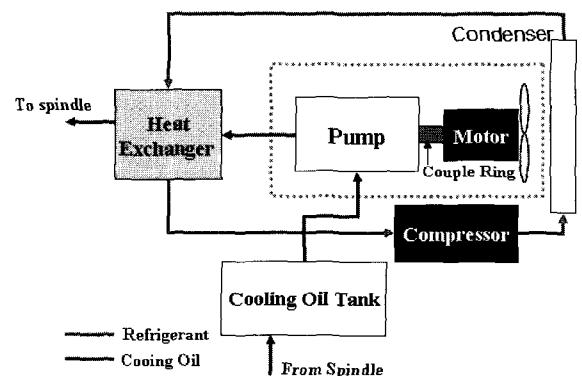 Condenser
To spindle
Heat
Exchanger
Pump
Motor
Couple Ring
Compressor
Cooling Oil Tank
Refrigerant
Cooing Oil
From Spindle